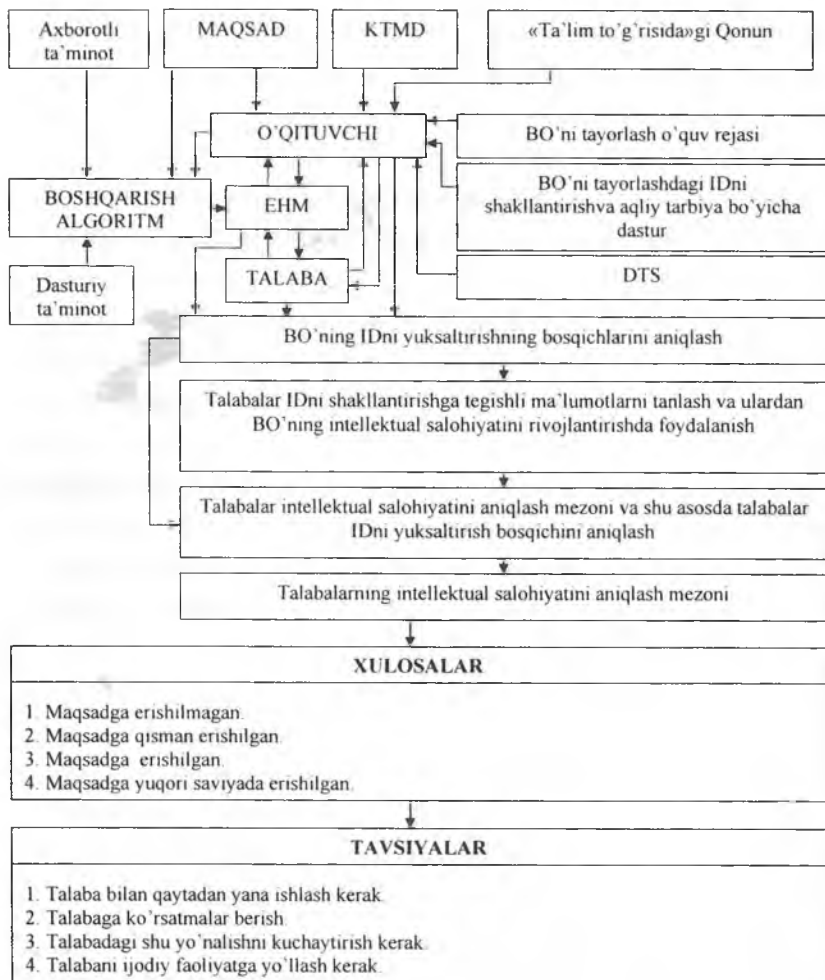 Axborotli
ta`minot
MAQSAD
KTMD
«Ta`lim to`g`risida»gi Qonun
O`QITUVCHI
BO`ni tayorlash o`quv rejasi
BOSHQARISH
ALGORITM
EHM
BO`ni tayorlashdagi IDni
shakllantirishva aqliy tarbiya bo`yicha
dastur
Dasturiy
ta`minot
TALABA
DTS
BO`ning IDni yuksaltirishning bosqichlarini aniqlash
Talabalar IDni shakllantirishga tegishli ma`lumotlarni tanlash va ulardan
BO`ning intellektual salohiyatini rivojlantirishda foydalanish
Talabalar intellektual salohiyatini aniqlash mezoni va shu asosda talabalar
IDni yuksaltirish bosqichini aniqlash
Talabalarning intellektual salohiyatini aniqlash mezoni
XULOSALAR
1. Maqsadga erishilmagan.
2. Maqsadga qisman erishilgan.
3. Maqsadga erishilgan.
4. Maqsadga yuqori saviyada erishilgan.
TAVSIYALAR
1. Talaba bilan qaytadan yana ishlash kerak.
2. Talabaga ko`rsatmalar berish.
3. Talabadagi shu yo`nalishni kuchaytirish kerak.
4. Talabani ijodiy faoliyatga yo`llash kerak.